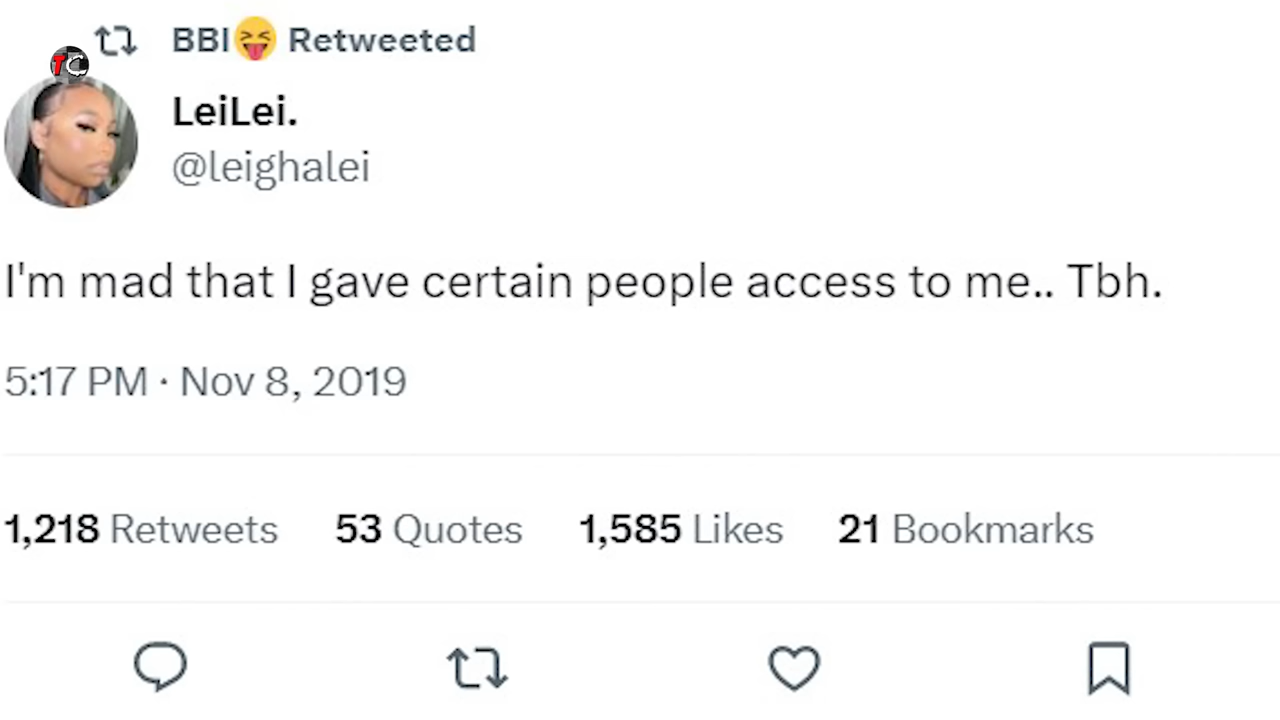 BBI😝 Retweeted
TC
LeiLei.
@leighalei
I'm mad that I gave certain people access to me.. Tbh.
5:17 PM · Nov 8, 2019
1,218 Retweets 53 Quotes 1,585 Likes 21 Bookmarks